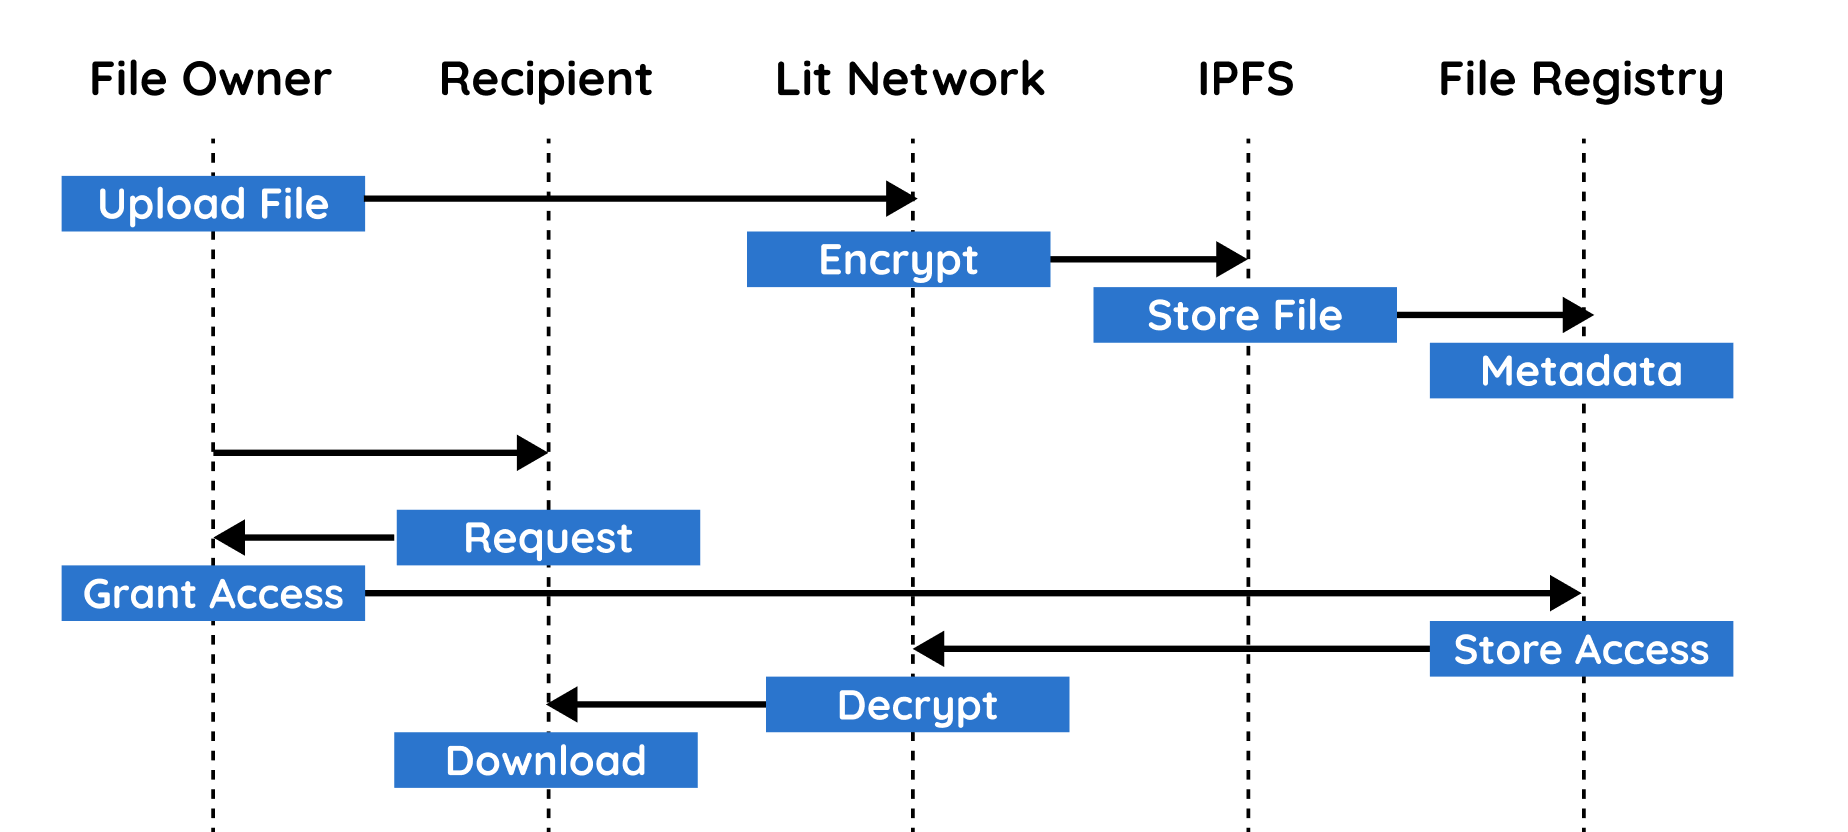 File Owner
Recipient
Lit Network
IPFS
File Registry
Upload File
Encrypt
Store File
Metadata
Request
Grant Access
Store Access
Decrypt
Download